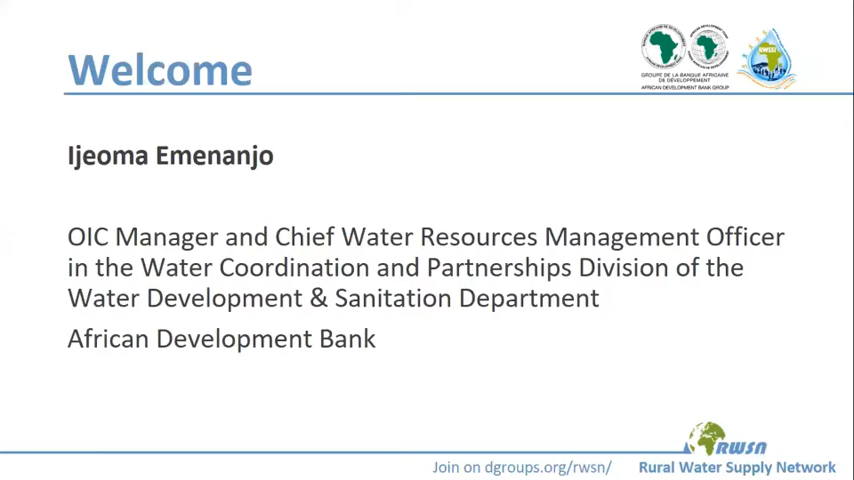 Welcome
GROUPE DE LA BANQUE AFRICAINE
DE DÉVELOPPEMENT
AFRICAN DEVELOPMENT BANK GROUP
RWSSI
Ijeoma Emenanjo
OIC Manager and Chief Water Resources Management Officer
in the Water Coordination and Partnerships Division of the
Water Development & Sanitation Department
African Development Bank
RWSN
Join on dgroups.org/rwsn/
Rural Water Supply Network